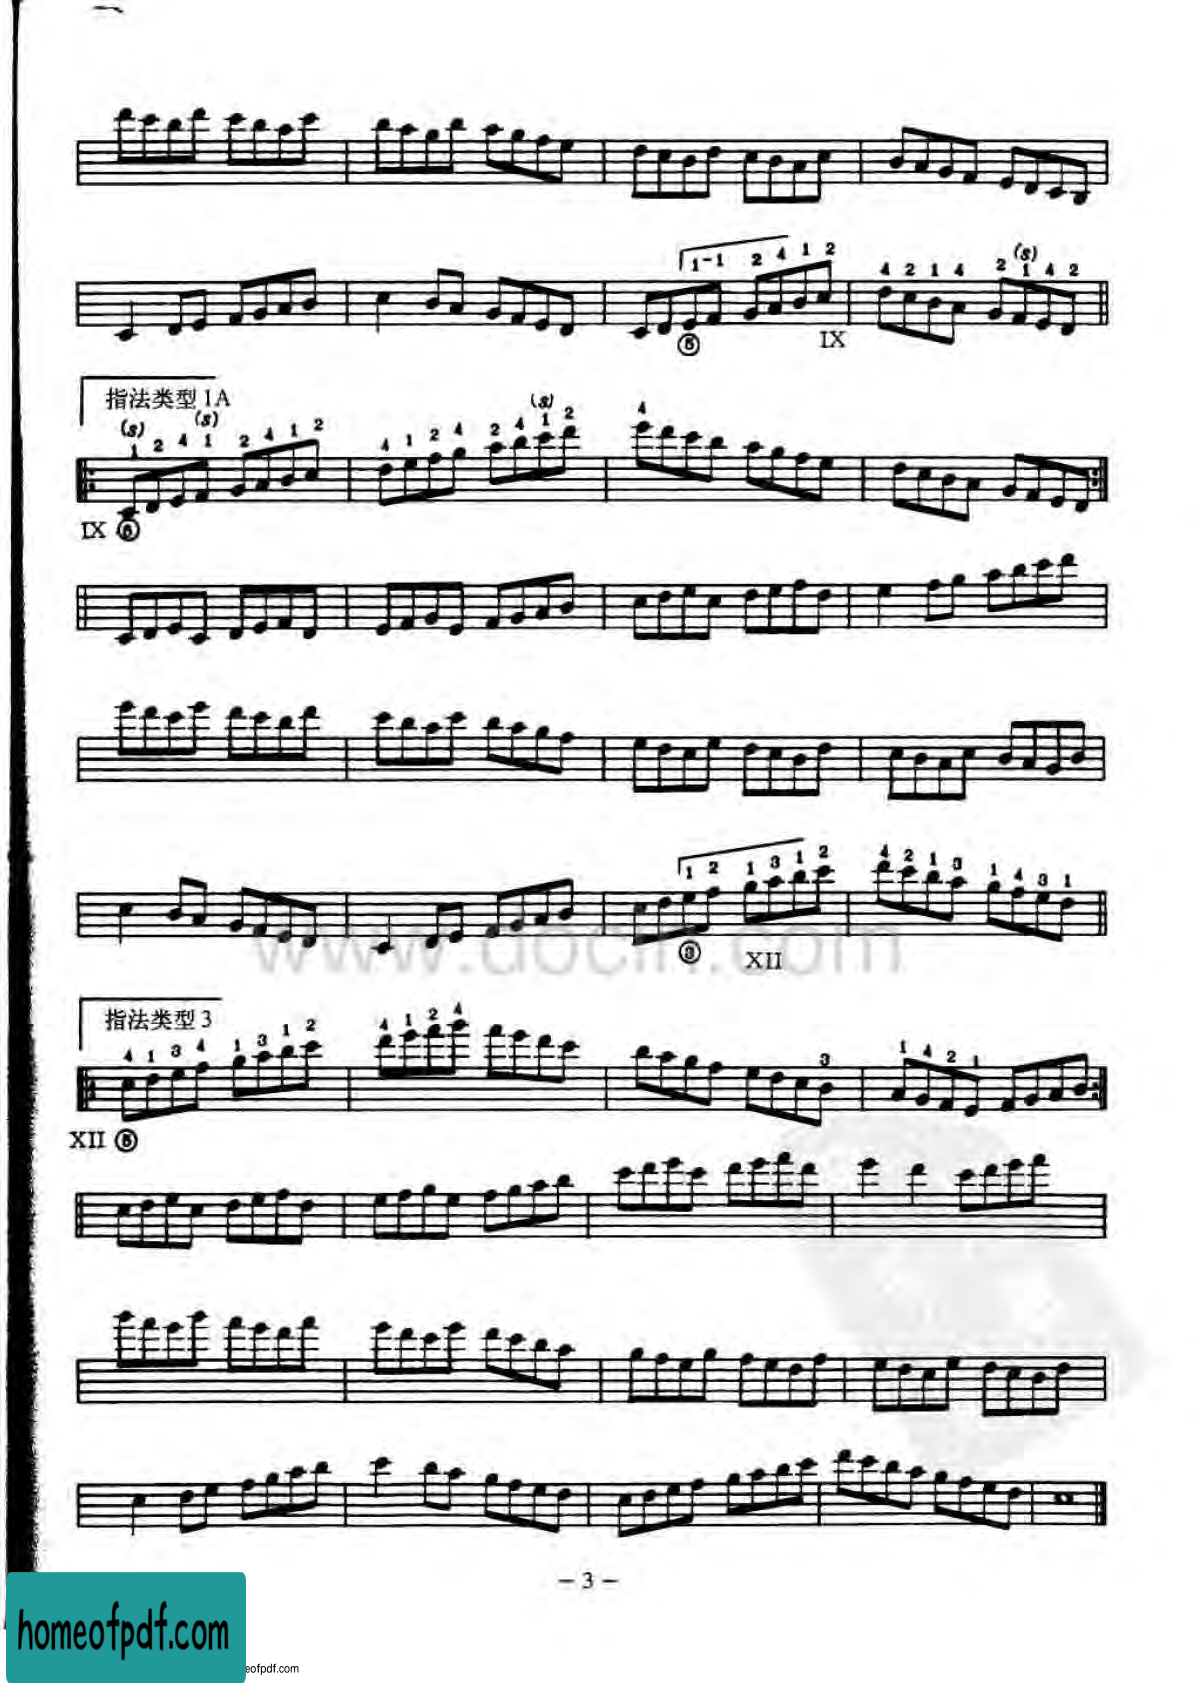 1-1 2 4 1 2 4 2 1 4 2 (s) 1 4 2
⑤ IX
指法类型 1A
(s) (s) (s)
1 2 4 1 2 4 1 2 4 1 2 4 2 4 1 2 4
IX ⑥
1 2 1 3 1 2 4 2 1 3 1 4 3 1
③ XII
www.docin.com
指法类型 3
4 1 3 4 1 3 1 2 4 1 2 4 3 1 4 2 1
XII ⑤
– 3 –
homeofpdf.com
eofpdf.com